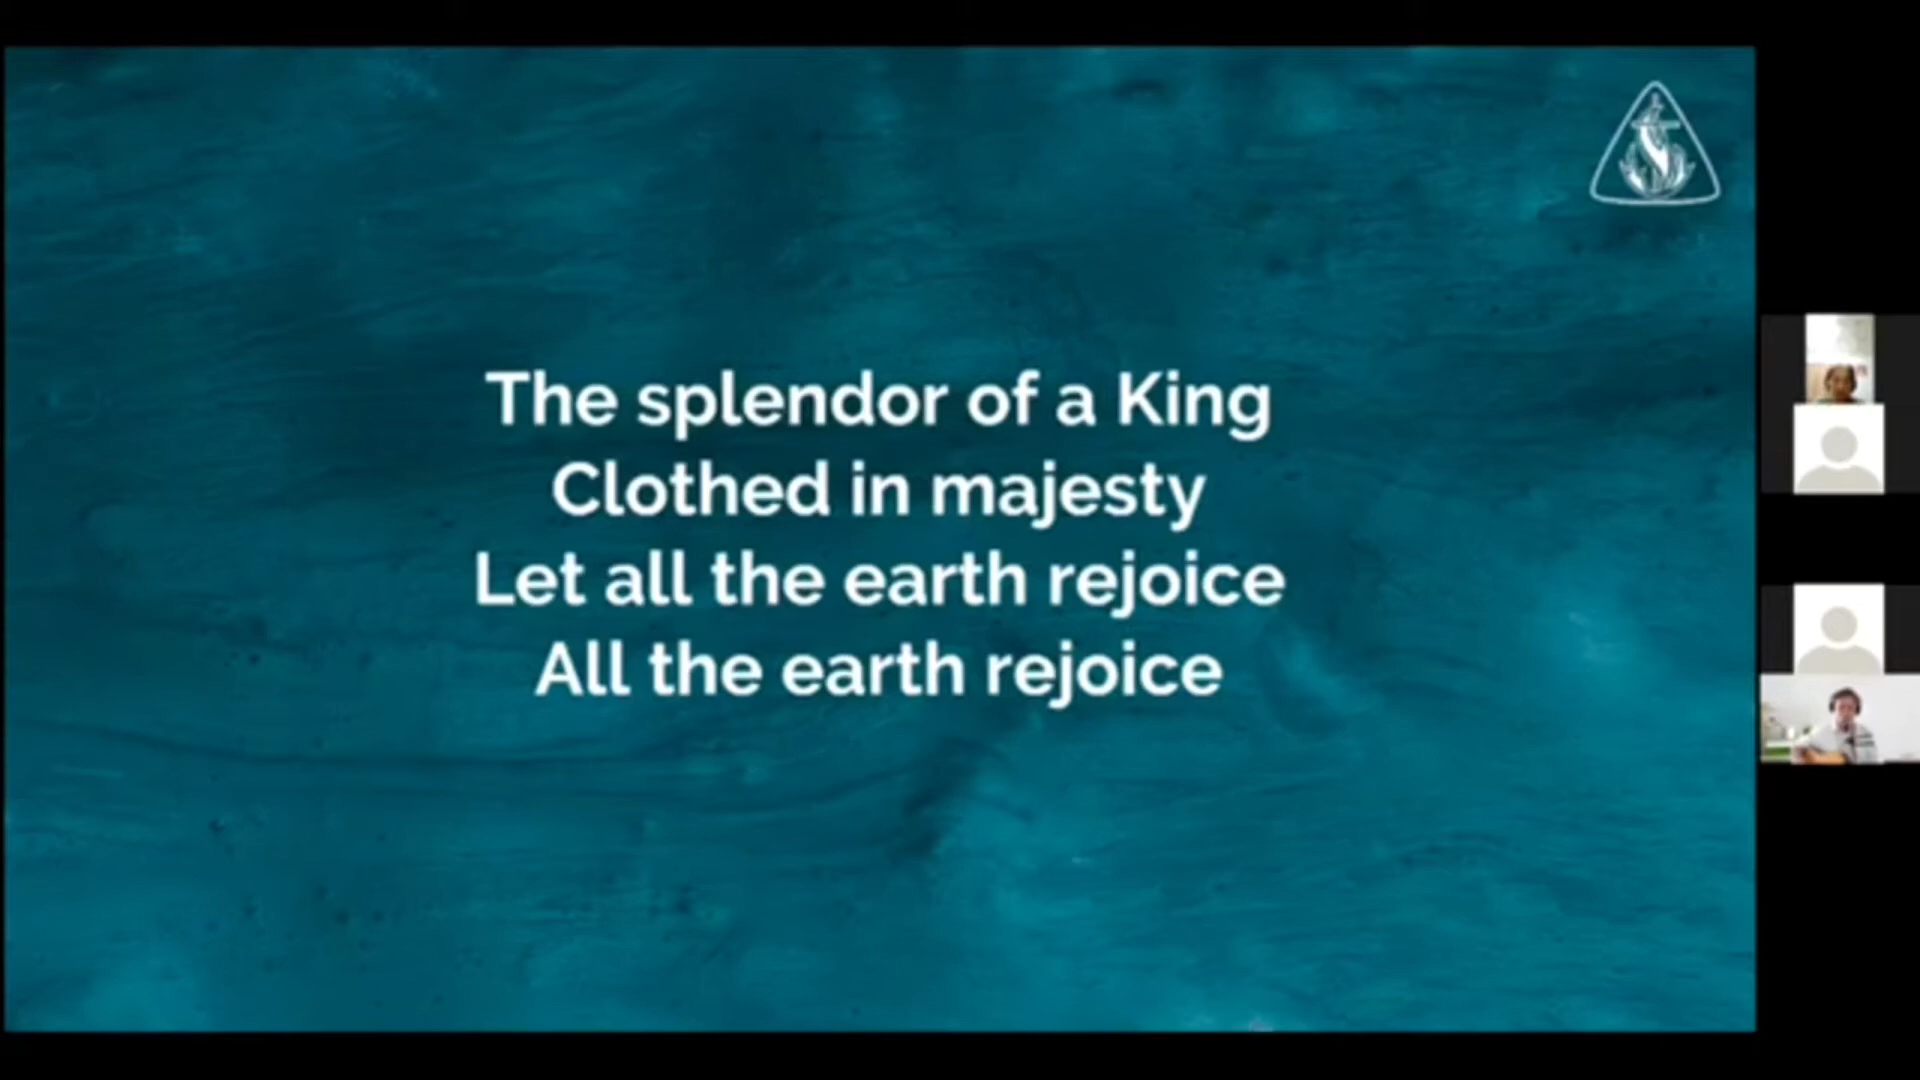 The splendor of a King
Clothed in majesty
Let all the earth rejoice
All the earth rejoice